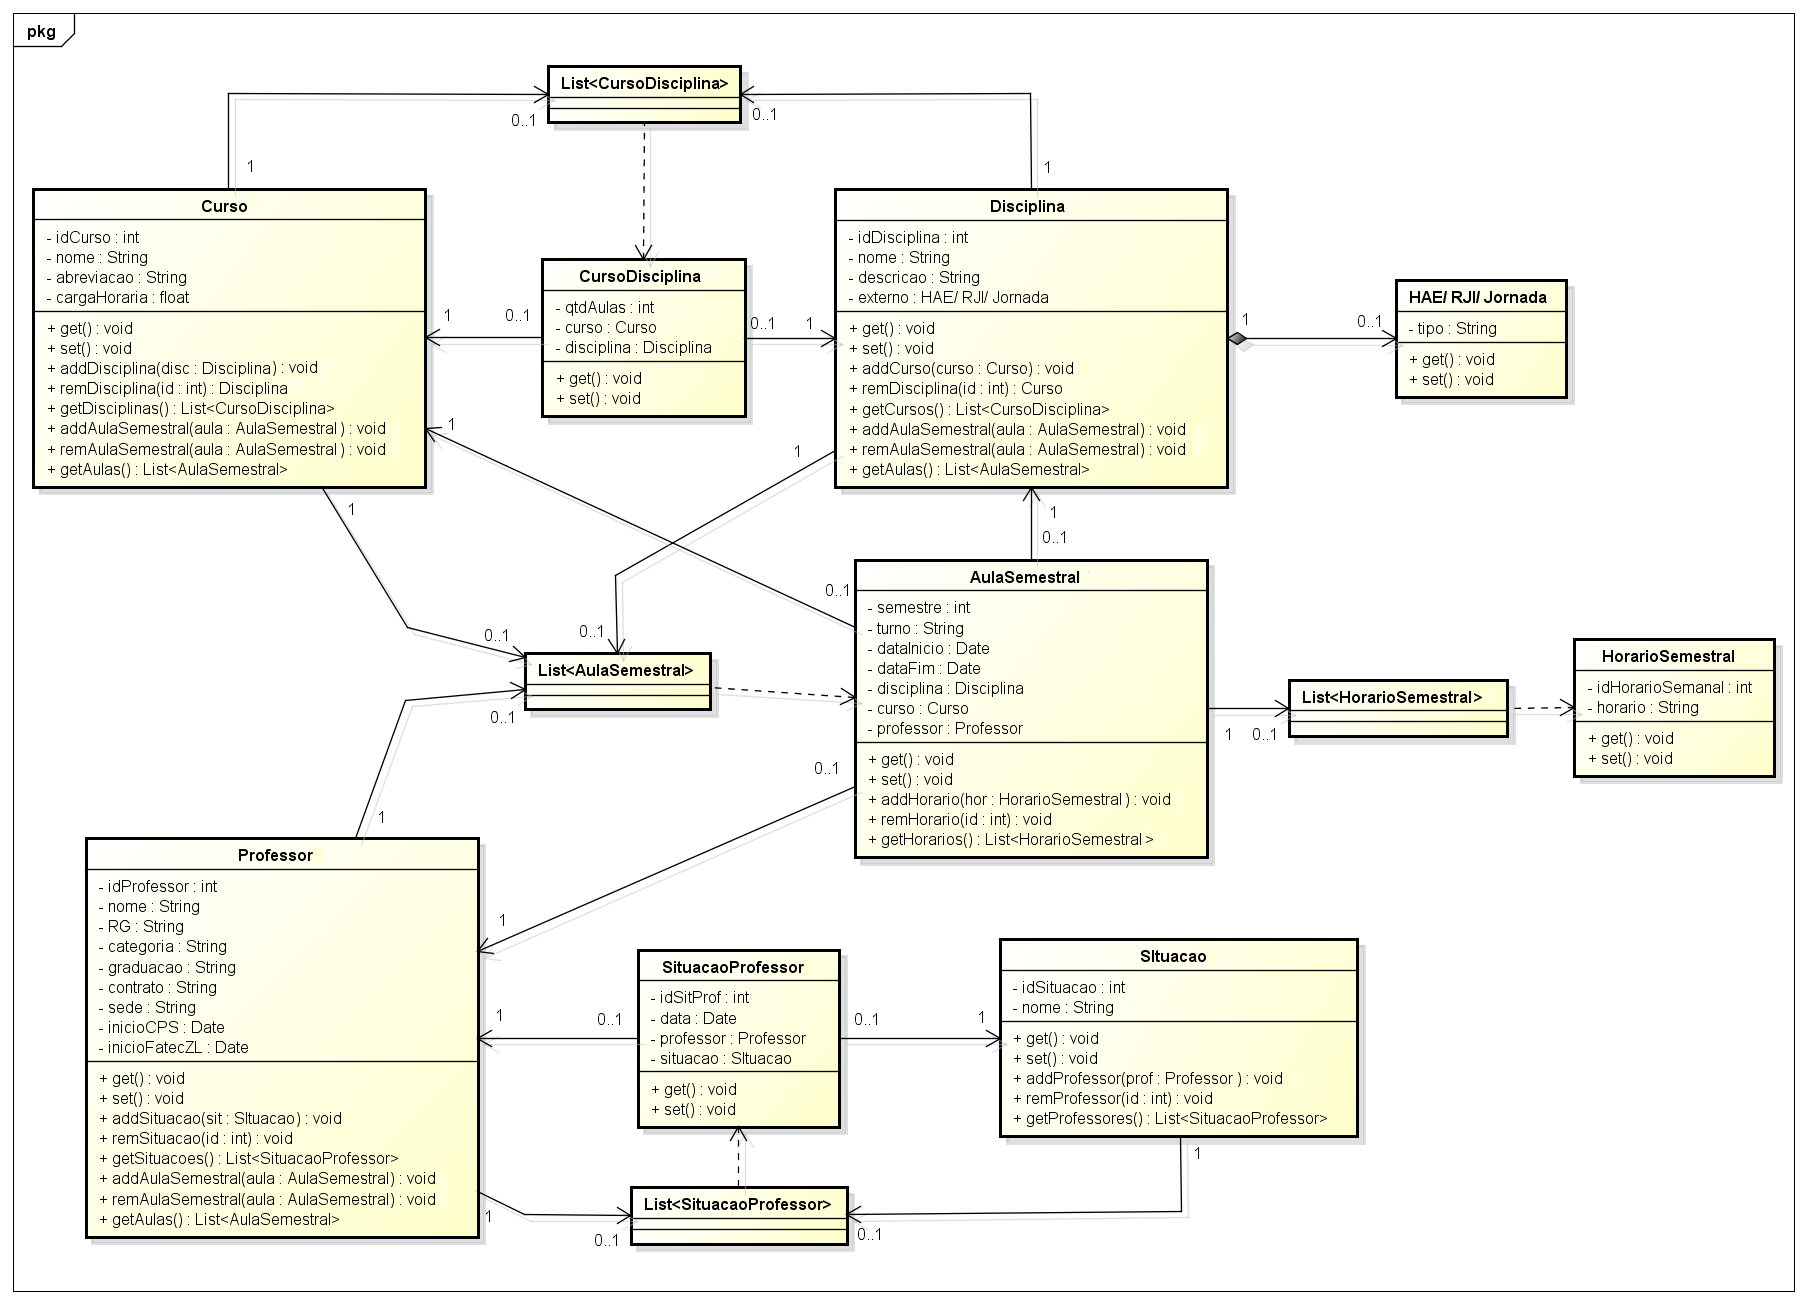 pkg
List<CursoDisciplina>
0..1
0..1
1
1
Curso
- idCurso : int
- nome : String
- abreviacao : String
- cargaHoraria : float
+ get() : void
+ set() : void
+ addDisciplina(disc : Disciplina) : void
+ remDisciplina(id : int) : Disciplina
+ getDisciplinas() : List<CursoDisciplina>
+ addAulaSemestral(aula : AulaSemestral) : void
+ remAulaSemestral(aula : AulaSemestral) : void
+ getAulas() : List<AulaSemestral>
1
0..1
CursoDisciplina
- qtdAulas : int
- curso : Curso
- disciplina : Disciplina
+ get() : void
+ set() : void
0..1
1
Disciplina
- idDisciplina : int
- nome : String
- descricao : String
- externo : HAE/ RJI/ Jornada
+ get() : void
+ set() : void
+ addCurso(curso : Curso) : void
+ remDisciplina(id : int) : Curso
+ getCursos() : List<CursoDisciplina>
+ addAulaSemestral(aula : AulaSemestral) : void
+ remAulaSemestral(aula : AulaSemestral) : void
+ getAulas() : List<AulaSemestral>
1
0..1
HAE/ RJI/ Jornada
- tipo : String
+ get() : void
+ set() : void
1
1
1
1
0..1
0..1
0..1
0..1
List<AulaSemestral>
0..1
AulaSemestral
- semestre : int
- turno : String
- dataInicio : Date
- dataFim : Date
- disciplina : Disciplina
- curso : Curso
- professor : Professor
+ get() : void
+ set() : void
+ addHorario(hor : HorarioSemestral) : void
+ remHorario(id : int) : void
+ getHorarios() : List<HorarioSemestral>
1
0..1
List<HorarioSemestral>
HorarioSemestral
- idHorarioSemanal : int
- horario : String
+ get() : void
+ set() : void
0..1
1
1
Professor
- idProfessor : int
- nome : String
- RG : String
- categoria : String
- graduacao : String
- contrato : String
- sede : String
- inicioCPS : Date
- inicioFatecZL : Date
+ get() : void
+ set() : void
+ addSituacao(sit : SItuacao) : void
+ remSituacao(id : int) : void
+ getSituacoes() : List<SituacaoProfessor>
+ addAulaSemestral(aula : AulaSemestral) : void
+ remAulaSemestral(aula : AulaSemestral) : void
+ getAulas() : List<AulaSemestral>
1
0..1
SituacaoProfessor
- idSitProf : int
- data : Date
- professor : Professor
- situacao : SItuacao
+ get() : void
+ set() : void
0..1
1
SItuacao
- idSituacao : int
- nome : String
+ get() : void
+ set() : void
+ addProfessor(prof : Professor) : void
+ remProfessor(id : int) : void
+ getProfessores() : List<SituacaoProfessor>
1
1
List<SituacaoProfessor>
0..1
0..1